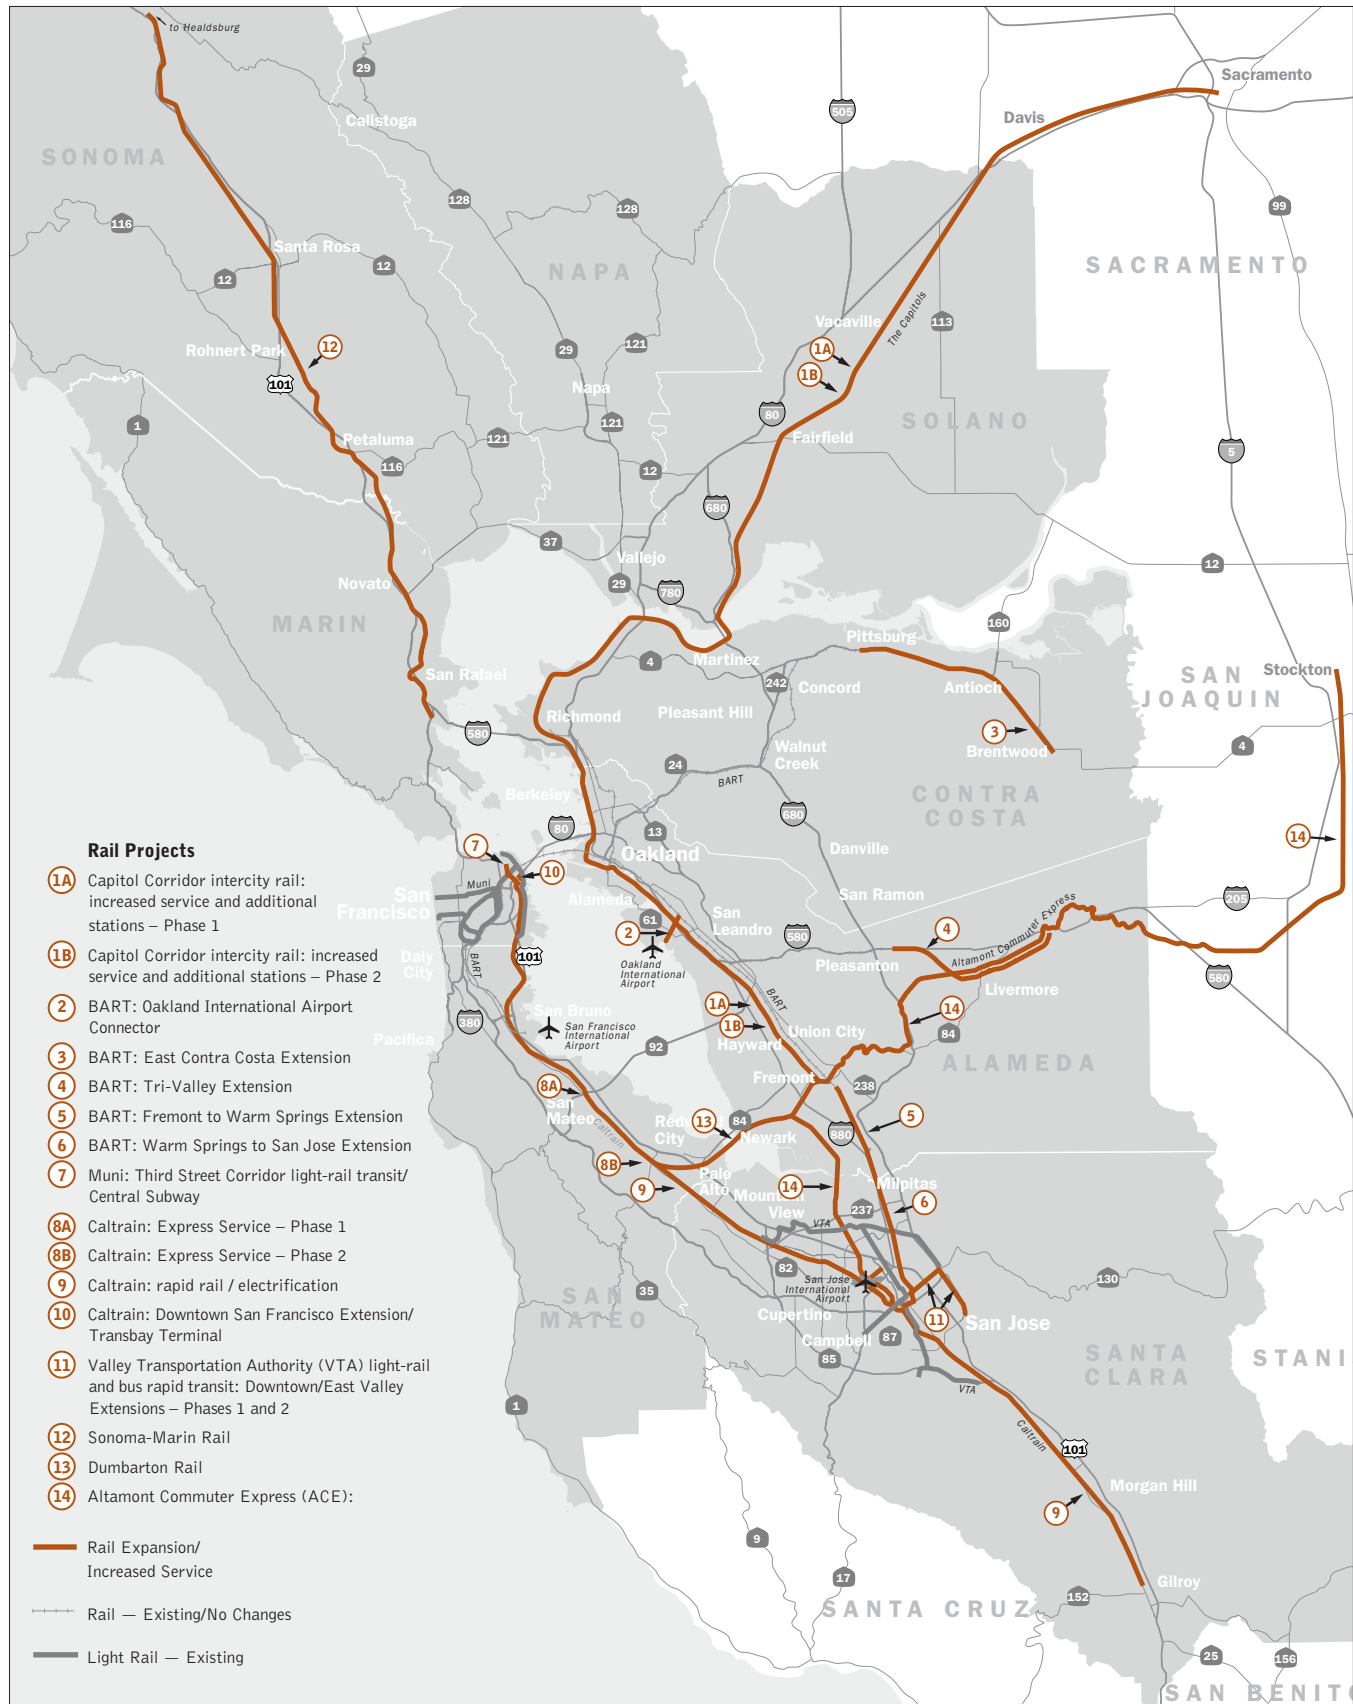 to Healdsburg
29
Sacramento
505
Davis
Calistoga
SONOMA
128
128
99
116
Santa Rosa
12
12
NAPA
SACRAMENTO
The Capitols
Vacaville
113
Rohnert Park
12
101
29
121
1A
1B
Napa
1
80
SOLANO
Petaluma
121
121
Fairfield
116
12
5
680
37
Vallejo
12
Novato
29
780
MARIN
160
Pittsburg
4
Martinez
San Rafael
242
Concord
Antioch
SAN
JOAQUIN
Stockton
Richmond
Pleasant Hill
580
3
Brentwood
4
Walnut
Creek
24
BART
Berkeley
CONTRA
COSTA
680
80
13
14
7
Oakland
Danville
10
Muni
San
Francisco
Alameda
San Ramon
205
61
San
Leandro
2
580
4
Altamont Commuter Express
101
Daly
City
BART
Oakland
International
Airport
Pleasanton
Livermore
580
BART
1A
14
San Bruno
380
San Francisco
International
Airport
1B
Union City
84
Pacifica
92
Hayward
ALAMEDA
Fremont
8A
238
San
Mateo
Redwood
City
13
84
Newark
5
Caltrain
880
8B
Palo
Alto
9
Mountain
View
14
Milpitas
6
237
VTA
82
San Jose
International
Airport
130
SAN
MATEO
35
Cupertino
11
San Jose
Campbell
87
85
SANTA
CLARA
STANI
VTA
1
Caltrain
101
Morgan Hill
9
9
17
Gilroy
152
SANTA CRUZ
25
156
SAN BENITO
Rail Projects
1A Capitol Corridor intercity rail:
increased service and additional
stations – Phase 1
1B Capitol Corridor intercity rail: increased
service and additional stations – Phase 2
2 BART: Oakland International Airport
Connector
3 BART: East Contra Costa Extension
4 BART: Tri-Valley Extension
5 BART: Fremont to Warm Springs Extension
6 BART: Warm Springs to San Jose Extension
7 Muni: Third Street Corridor light-rail transit/
Central Subway
8A Caltrain: Express Service – Phase 1
8B Caltrain: Express Service – Phase 2
9 Caltrain: rapid rail / electrification
10 Caltrain: Downtown San Francisco Extension/
Transbay Terminal
11 Valley Transportation Authority (VTA) light-rail
and bus rapid transit: Downtown/East Valley
Extensions – Phases 1 and 2
12 Sonoma-Marin Rail
13 Dumbarton Rail
14 Altamont Commuter Express (ACE):
Rail Expansion/
Increased Service
Rail — Existing/No Changes
Light Rail — Existing